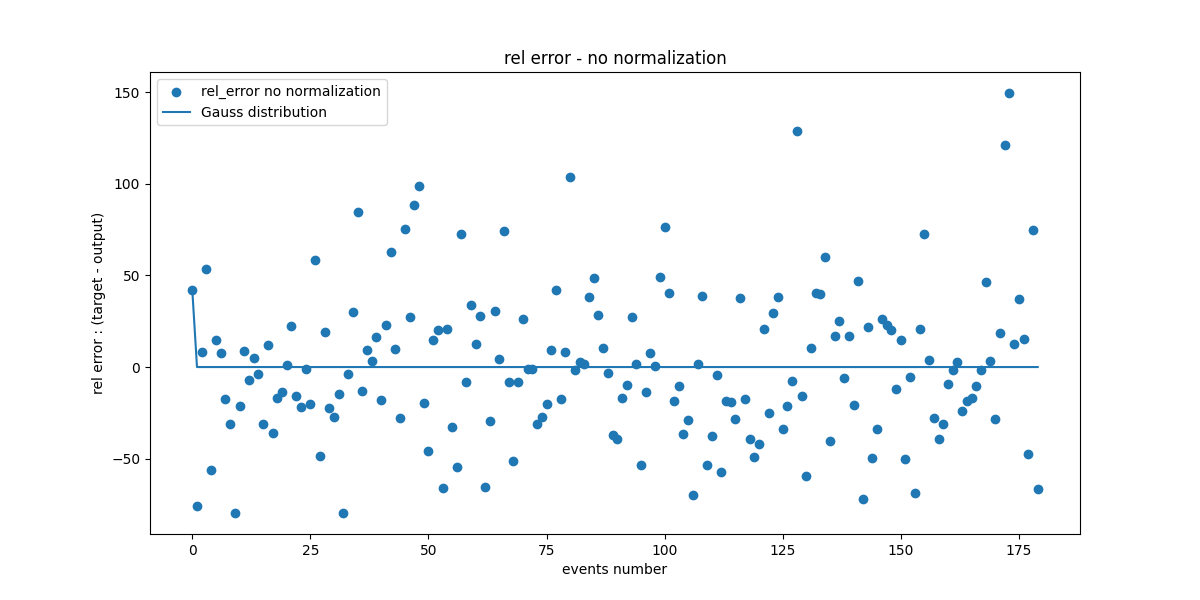 rel error - no normalization
rel_error no normalization
Gauss distribution
150
100
50
0
−50
rel error : (target - output)
0
25
50
75
100
125
150
175
events number